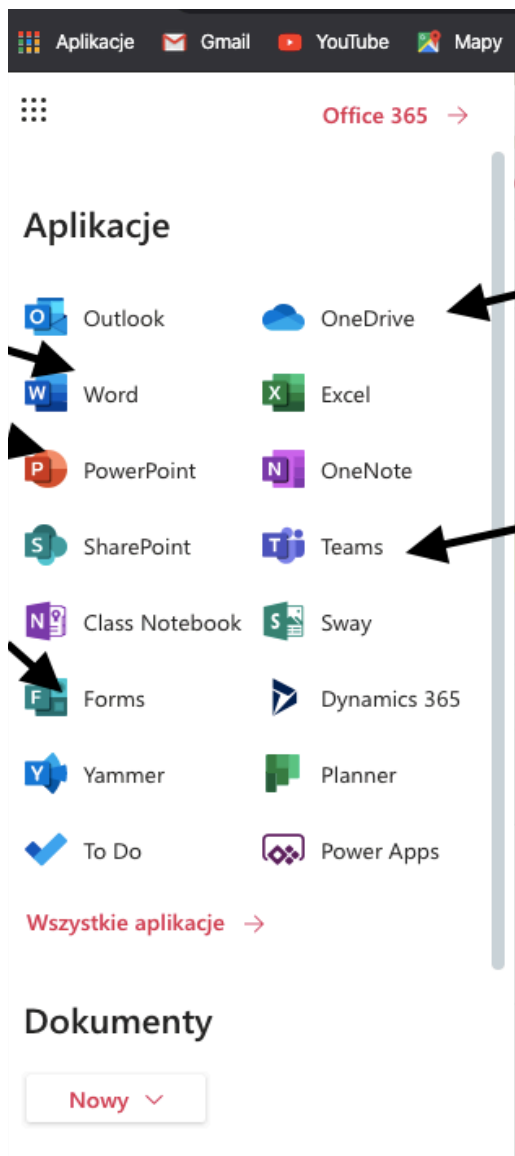 Aplikacje Gmail YouTube Mapy
Office 365 →
Aplikacje
Outlook OneDrive
Word Excel
PowerPoint OneNote
SharePoint Teams
Class Notebook Sway
Forms Dynamics 365
Yammer Planner
To Do Power Apps
Wszystkie aplikacje →
Dokumenty
Nowy